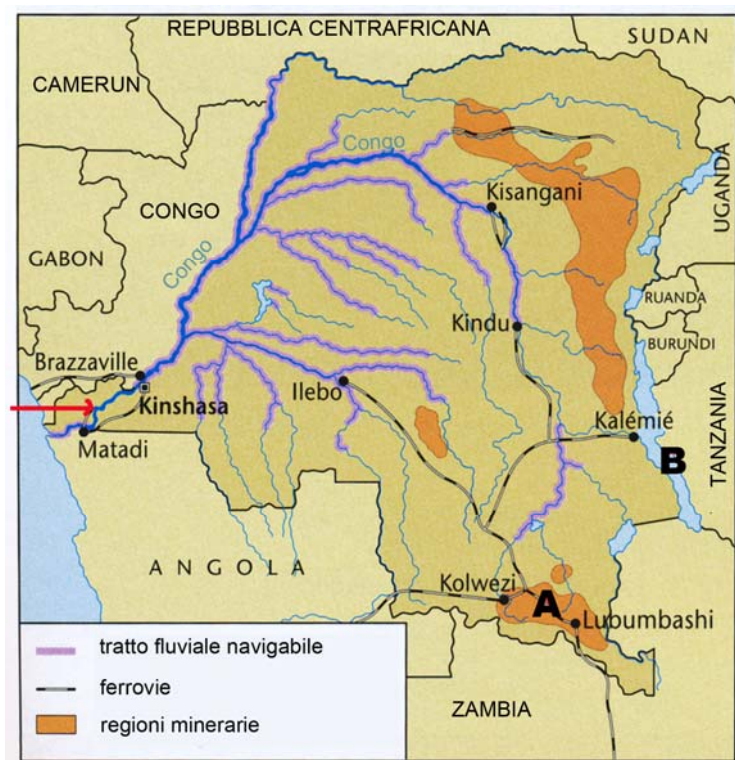 REPUBBLICA CENTRAFRICANA
SUDAN
CAMERUN
Congo
Kisangani
CONGO
UGANDA
Congo
GABON
RUANDA
Kindu
BURUNDI
Brazzaville
Ilebo
Kinshasa
Kalémié
Matadi
B
TANZANIA
ANGOLA
Kolwezi
A
Lubumbashi
tratto fluviale navigabile
ferrovie
regioni minerarie
ZAMBIA